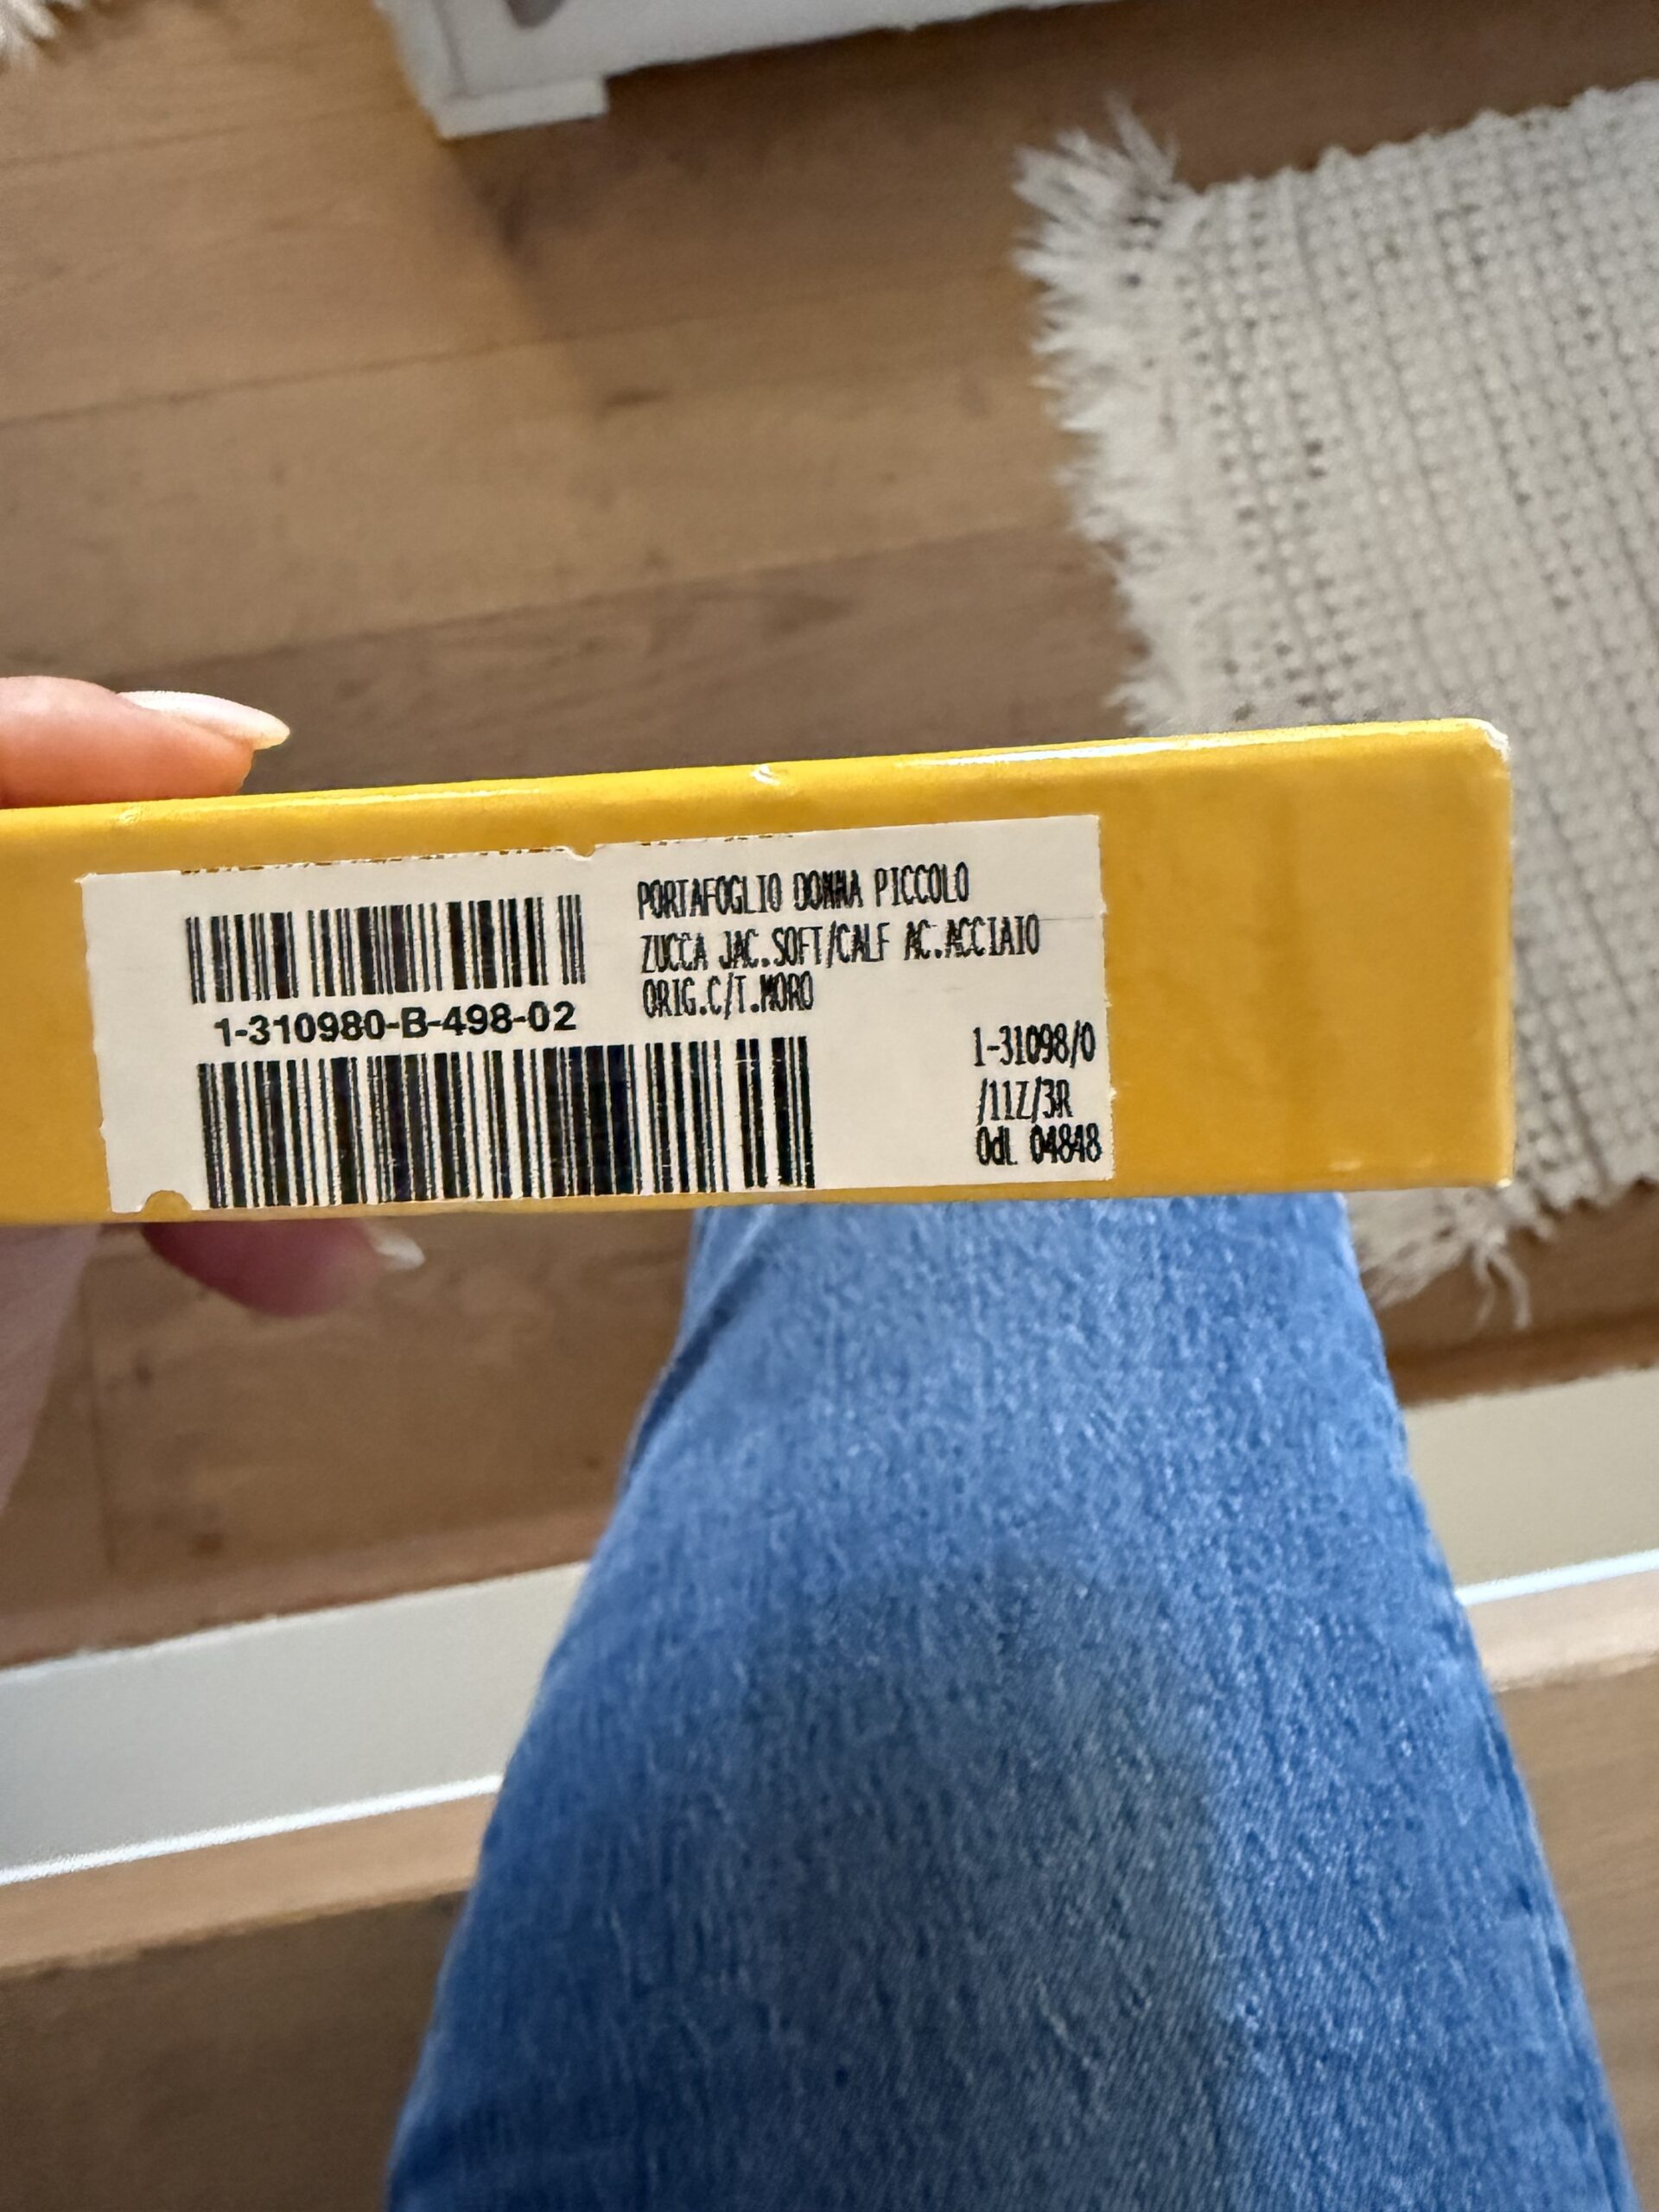 PORTAFOGLIO DONNA PICCOLO
ZUCCA JAC.SOFT/CALF AC.ACCIAIO
ORIG.C/T.MORO
1-310980-B-498-02
1-31098/0
/11Z/3R
Odl. 04848